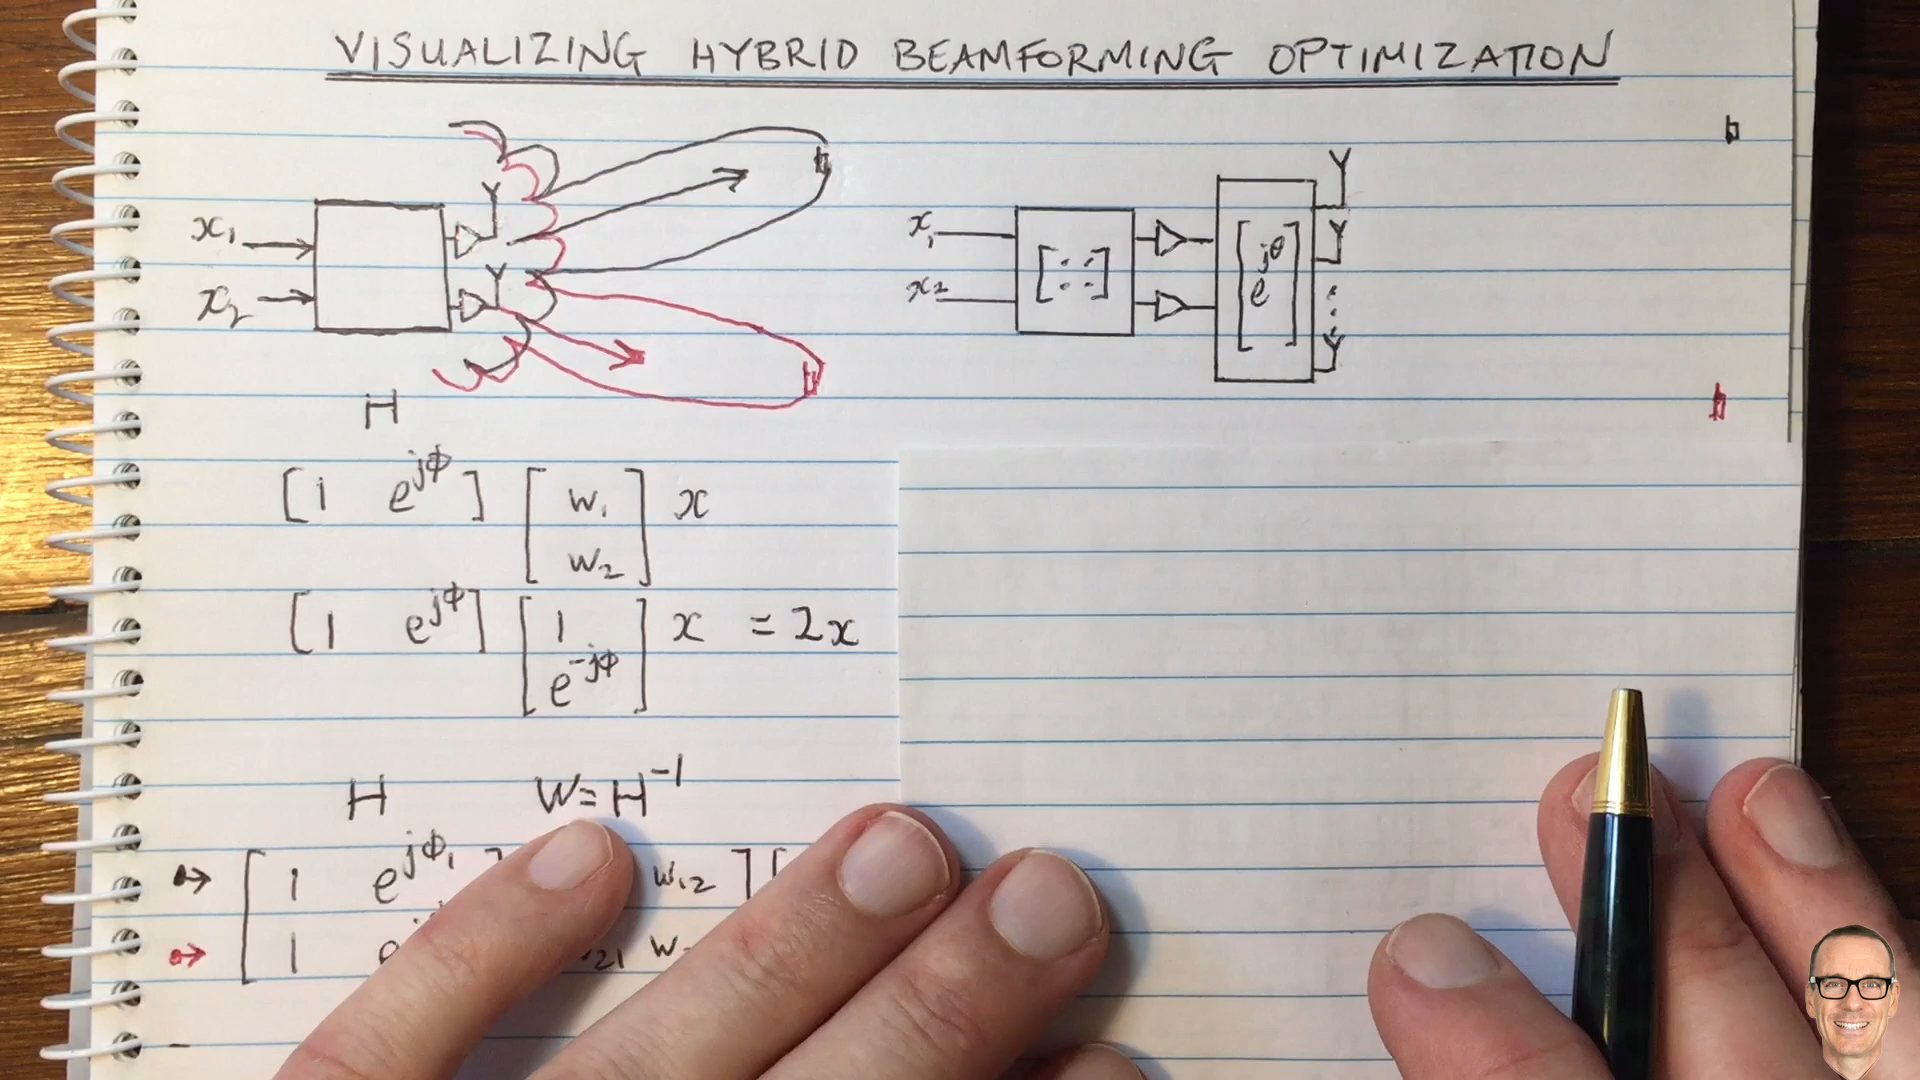 VISUALIZING HYBRID BEAMFORMING OPTIMIZATION
x₁
x₂
H
[1 e^{jϕ}] [w₁ w₂] x
[1 e^{jϕ}] [1 e^{-jϕ}] x = 2x
H W = H⁻¹
1 e^{jϕ₁} w₁₂
1 e 21 w
x₁
x₂
[∶ ∶]
[e^{jθ}]